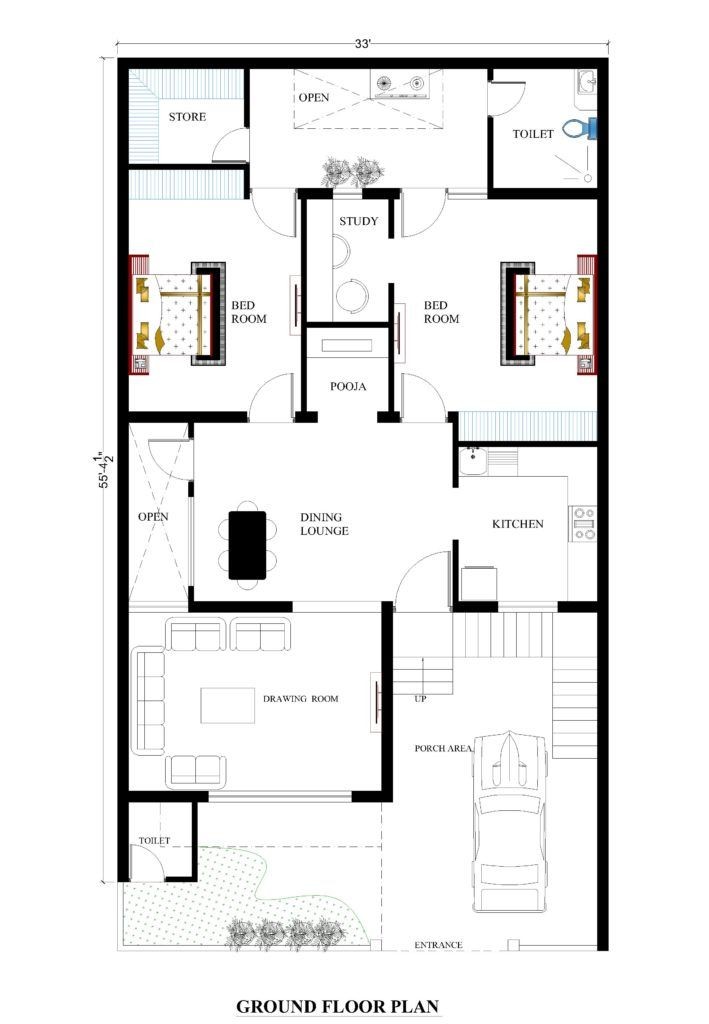 33'
OPEN
STORE
TOILET
STUDY
BED
ROOM
BED
ROOM
POOJA
55'-4 1/2"
OPEN
DINING
LOUNGE
KITCHEN
DRAWING ROOM
UP
PORCH AREA
TOILET
ENTRANCE
GROUND FLOOR PLAN